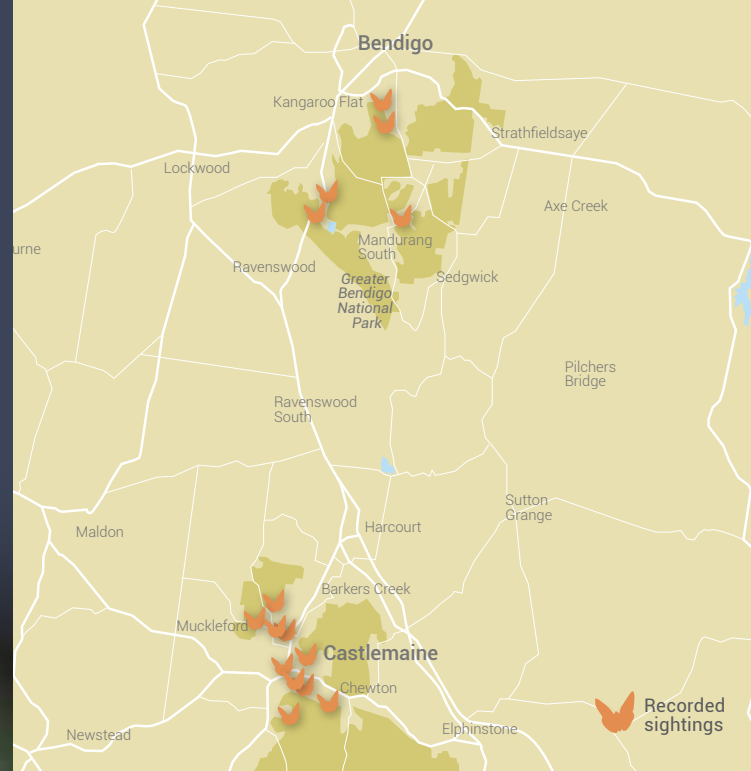 Bendigo
Kangaroo Flat
Strathfieldsaye
Lockwood
Axe Creek
urne
Mandurang
South
Ravenswood
Sedgwick
Greater
Bendigo
National
Park
Pilchers
Bridge
Ravenswood
South
Sutton
Grange
Harcourt
Maldon
Barkers Creek
Muckleford
Castlemaine
Chewton
Recorded
sightings
Elphinstone
Newstead